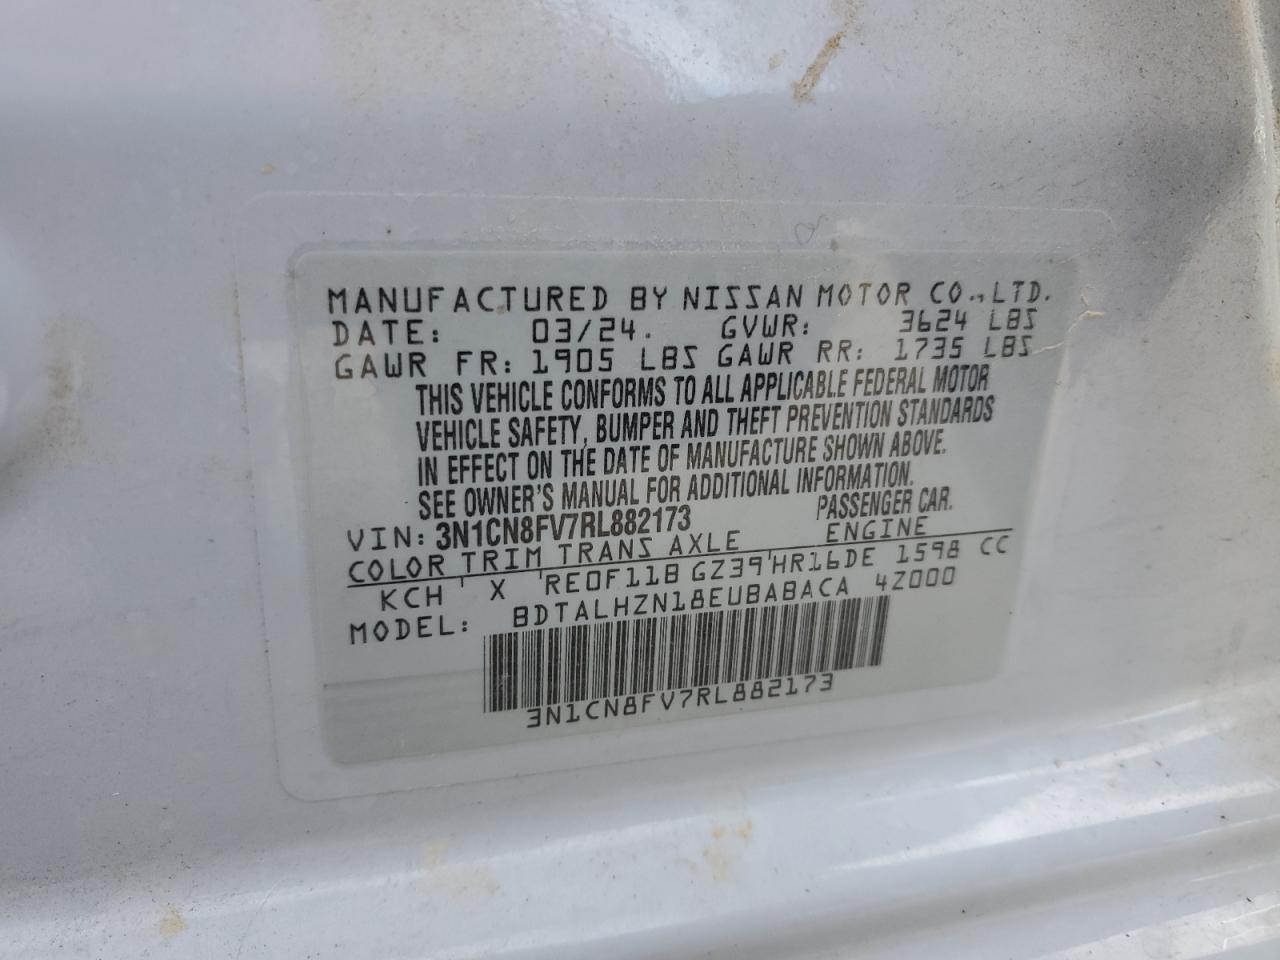 MANUFACTURED BY NISSAN MOTOR CO., LTD.
DATE: 03/24. GVWR: 3624 LBS
GAWR FR: 1905 LBS GAWR RR: 1735 LBS
THIS VEHICLE CONFORMS TO ALL APPLICABLE FEDERAL MOTOR
VEHICLE SAFETY, BUMPER AND THEFT PREVENTION STANDARDS
IN EFFECT ON THE DATE OF MANUFACTURE SHOWN ABOVE.
SEE OWNER'S MANUAL FOR ADDITIONAL INFORMATION.
VIN: 3N1CN8FV7RL882173 PASSENGER CAR.
COLOR TRIM TRANS AXLE ENGINE
KCH X RE0F11B GZ39 HR16DE 1598 CC
MODEL: BDTALHZN18EUBABACA 4Z000
3N1CN8FV7RL882173